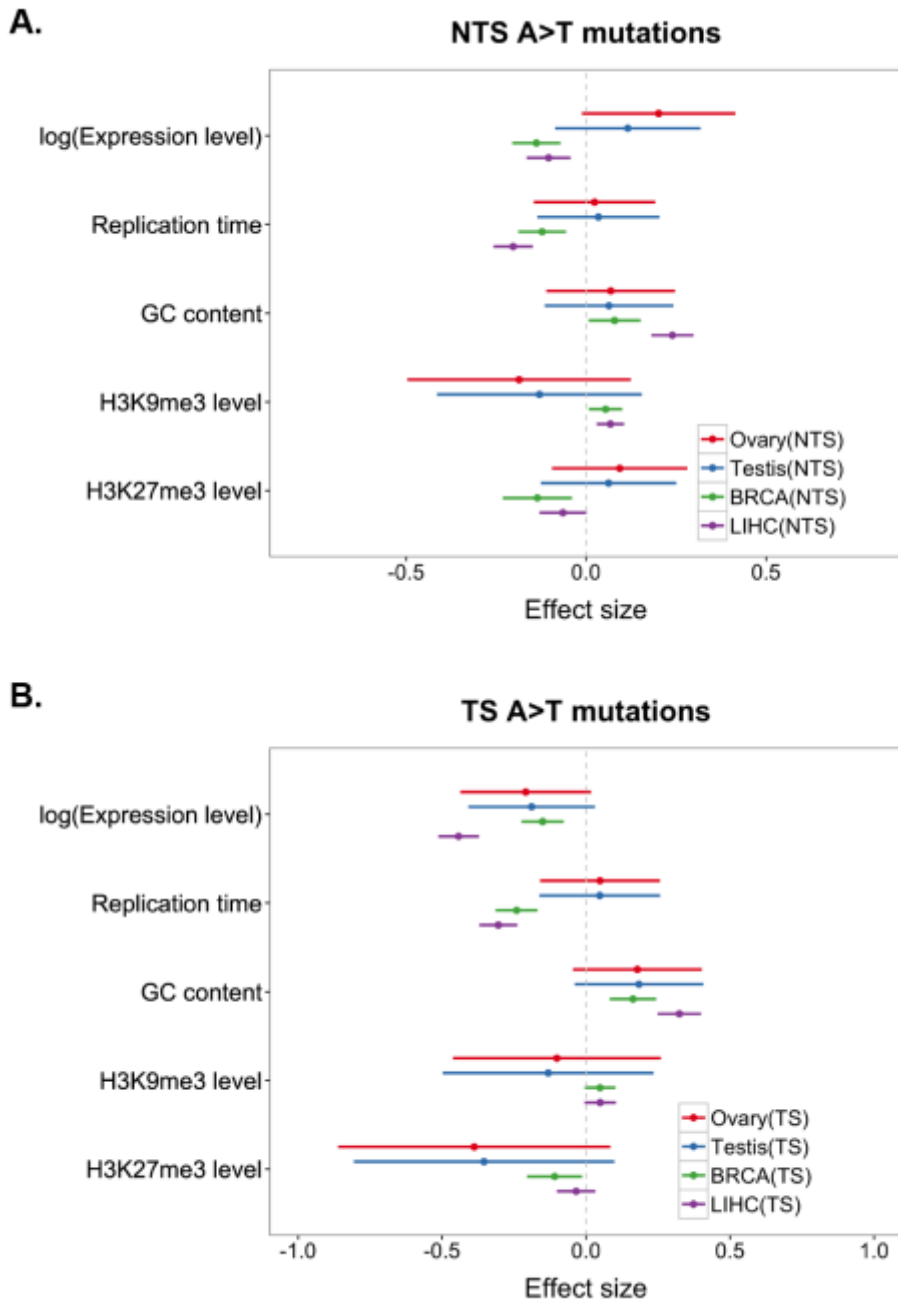 A.
NTS A>T mutations
log(Expression level)
Replication time
GC content
H3K9me3 level
H3K27me3 level
Ovary(NTS)
Testis(NTS)
BRCA(NTS)
LIHC(NTS)
-0.5 0.0 0.5
Effect size
B.
TS A>T mutations
log(Expression level)
Replication time
GC content
H3K9me3 level
H3K27me3 level
Ovary(TS)
Testis(TS)
BRCA(TS)
LIHC(TS)
-1.0 -0.5 0.0 0.5 1.0
Effect size